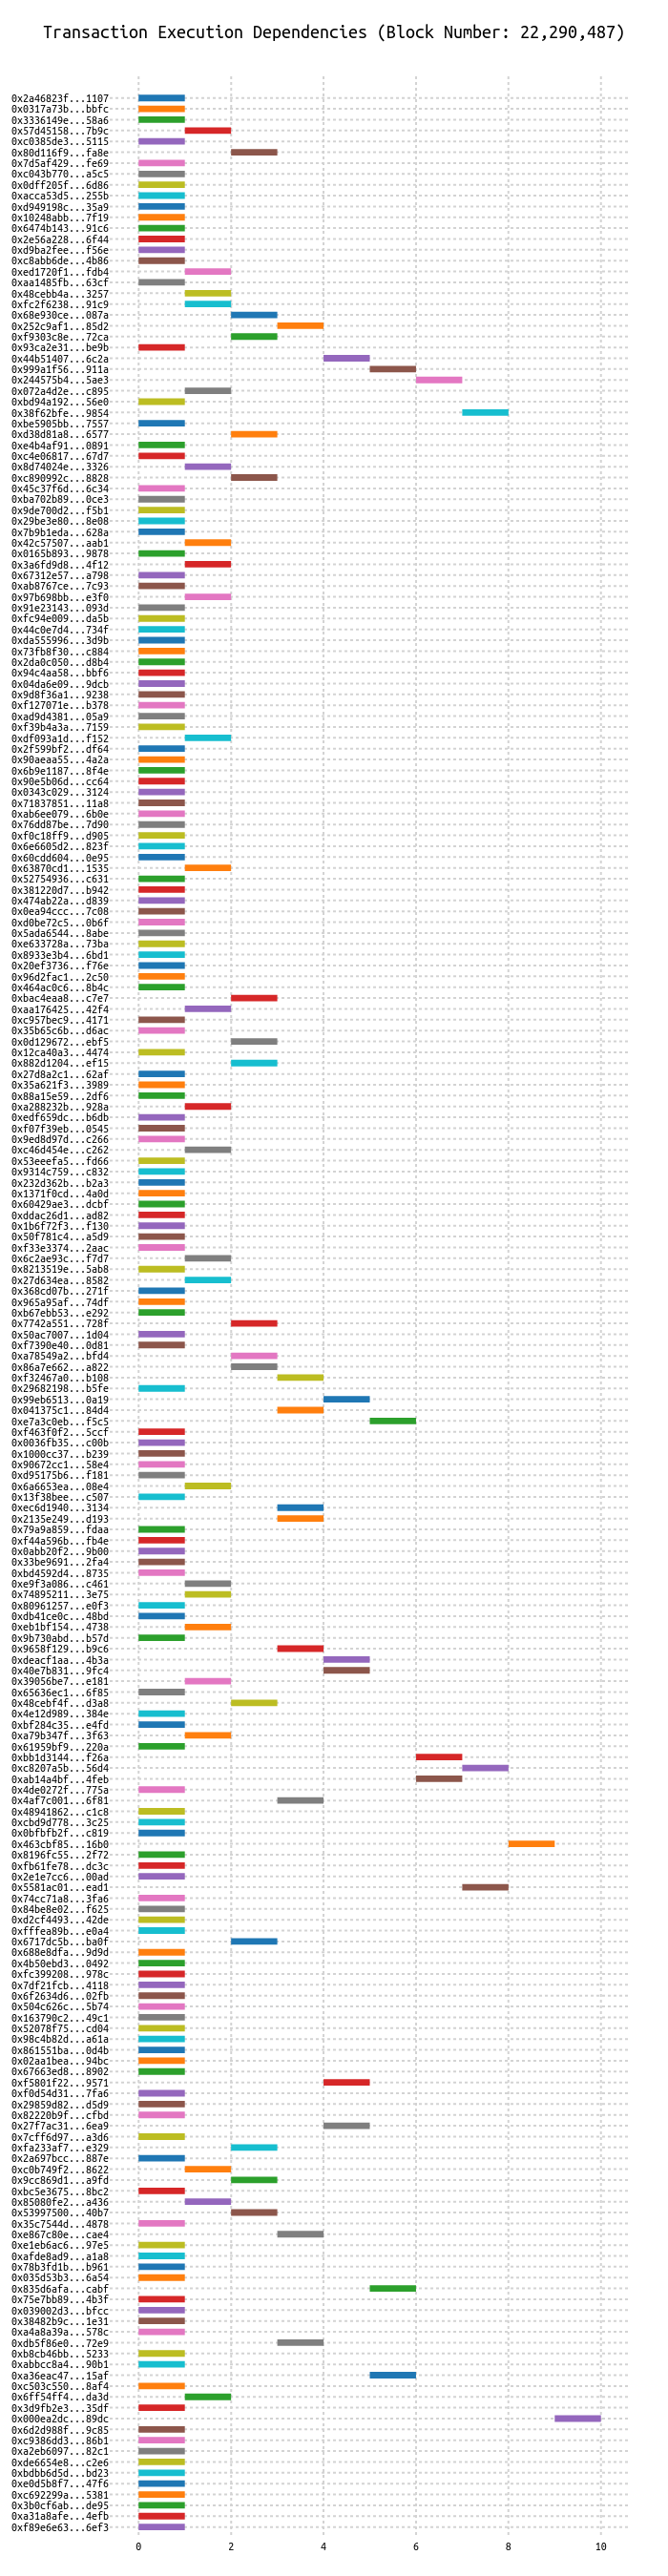 Transaction Execution Dependencies (Block Number: 22,290,487)
0x2a46823f...1107
0x0317a73b...bbfc
0x3336149e...58a6
0x57d45158...7b9c
0xc0385de3...5115
0x80d116f9...fa8e
0x7d5af429...fe69
0xc043b770...a5c5
0x0dff205f...6d86
0xacca53d5...255b
0xd949198c...35a9
0x10248abb...7f19
0x6474b143...91c6
0x2e56a228...6f44
0xd9ba2fee...f56e
0xc8abb6de...4b86
0xed1720f1...fdb4
0xaa1485fb...63cf
0x48cebb4a...3257
0xfc2f6238...91c9
0x68e930ce...087a
0x252c9af1...85d2
0xf9303c8e...72ca
0x93ca2e31...be9b
0x44b51407...6c2a
0x999a1f56...911a
0x244575b4...5ae3
0x072a4d2e...c895
0xbd94a192...56e0
0x38f62bfe...9854
0xbe5905bb...7557
0xd38d81a8...6577
0xe4b4af91...0891
0xc4e06817...67d7
0x8d74024e...3326
0xc890992c...8828
0x45c37f6d...6c34
0xba702b89...0ce3
0x9de700d2...f5b1
0x29be3e80...8e08
0x7b9b1eda...628a
0x42c57507...aab1
0x0165b893...9878
0x3a6fd9d8...4f12
0x67312e57...a798
0xab8767ce...7c93
0x97b698bb...e3f0
0x91e23143...093d
0xfc94e009...da5b
0x44c0e7d4...734f
0xda555996...3d9b
0x73fb8f30...c884
0x2da0c050...d8b4
0x94c4aa58...bbf6
0x04da6e09...9dcb
0x9d8f36a1...9238
0xf127071e...b378
0xad9d4381...05a9
0xf39b4a3a...7159
0xdf093a1d...f152
0x2f599bf2...df64
0x90aeaa55...4a2a
0x6b9e1187...8f4e
0x90e5b06d...cc64
0x0343c029...3124
0x71837851...11a8
0xab6ee079...6b0e
0x76dd87be...7d90
0xf0c18ff9...d905
0x6e6605d2...823f
0x60cdd604...0e95
0x63870cd1...1535
0x52754936...c631
0x381220d7...b942
0x474ab22a...d839
0x0ea94ccc...7c08
0xd0be72c5...0b6f
0x5ada6544...8abe
0xe633728a...73ba
0x8933e3b4...6bd1
0x20ef3736...f76e
0x96d2fac1...2c50
0x464ac0c6...8b4c
0xbac4eaa8...c7e7
0xaa176425...42f4
0xc957bec9...4171
0x35b65c6b...d6ac
0x0d129672...ebf5
0x12ca40a3...4474
0x882d1204...ef15
0x27d8a2c1...62af
0x35a621f3...3989
0x88a15e59...2df6
0xa288232b...928a
0xedf659dc...b6db
0xf07f39eb...0545
0x9ed8d97d...c266
0xc46d454e...c262
0x53eeefa5...fd66
0x9314c759...c832
0x232d362b...b2a3
0x1371f0cd...4a0d
0x60429ae3...dcbf
0xddac26d1...ad82
0x1b6f72f3...f130
0x50f781c4...a5d9
0xf33e3374...2aac
0x6c2ae93c...f7d7
0x8213519e...5ab8
0x27d634ea...8582
0x368cd07b...271f
0x965a95af...74df
0xb67ebb53...e292
0x7742a551...728f
0x50ac7007...1d04
0xf7390e40...0d81
0xa78549a2...bfd4
0x86a7e662...a822
0xf32467a0...b108
0x29682198...b5fe
0x99eb6513...0a19
0x041375c1...84d4
0xe7a3c0eb...f5c5
0xf463f0f2...5ccf
0x0036fb35...c00b
0x1000cc37...b239
0x90672cc1...58e4
0xd95175b6...f181
0x6a6653ea...08e4
0x13f38bee...c507
0xec6d1940...3134
0x2135e249...d193
0x79a9a859...fdaa
0xf44a596b...fb4e
0x0abb20f2...9b00
0x33be9691...2fa4
0xbd4592d4...8735
0xe9f3a086...c461
0x74895211...3e75
0x80961257...e0f3
0xdb41ce0c...48bd
0xeb1bf154...4738
0x9b730abd...b57d
0x9658f129...b9c6
0xdeacf1aa...4b3a
0x40e7b831...9fc4
0x39056be7...e181
0x65636ec1...6f85
0x48cebf4f...d3a8
0x4e12d989...384e
0xbf284c35...e4fd
0xa79b347f...3f63
0x61959bf9...220a
0xbb1d3144...f26a
0xc8207a5b...56d4
0xab14a4bf...4feb
0x4de0272f...775a
0x4af7c001...6f81
0x48941862...c1c8
0xcbd9d778...3c25
0x0bfbfb2f...c819
0x463cbf85...16b0
0x8196fc55...2f72
0xfb61fe78...dc3c
0x2e1e7cc6...00ad
0x5581ac01...ead1
0x74cc71a8...3fa6
0x84be8e02...f625
0xd2cf4493...42de
0xfffea89b...e0a4
0x6717dc5b...ba0f
0x688e8dfa...9d9d
0x4b50ebd3...0492
0xfc399208...978c
0x7df21fcb...4118
0x6f2634d6...02fb
0x504c626c...5b74
0x163790c2...49c1
0x52078f75...cd04
0x98c4b82d...a61a
0x861551ba...0d4b
0x02aa1bea...94bc
0x67663ed8...8902
0xf5801f22...9571
0xf0d54d31...7fa6
0x29859d82...d5d9
0x82220b9f...cfbd
0x27f7ac31...6ea9
0x7cff6d97...a3d6
0xfa233af7...e329
0x2a697bcc...887e
0xc0b749f2...8622
0x9cc869d1...a9fd
0xbc5e3675...8bc2
0x85080fe2...a436
0x53997500...40b7
0x35c7544d...4878
0xe867c80e...cae4
0xe1eb6ac6...97e5
0xafde8ad9...a1a8
0x78b3fd1b...b961
0x035d53b3...6a54
0x835d6afa...cabf
0x75e7bb89...4b3f
0x039002d3...bfcc
0x38482b9c...1e31
0xa4a8a39a...578c
0xdb5f86e0...72e9
0xb8cb46bb...5233
0xabbcc8a4...90b1
0xa36eac47...15af
0xc503c550...8af4
0x6ff54ff4...da3d
0x3d9fb2e3...35df
0x000ea2dc...89dc
0x6d2d988f...9c85
0xc9386dd3...86b1
0xa2eb6097...82c1
0xde6654e8...c2e6
0xbdbb6d5d...bd23
0xe0d5b8f7...47f6
0xc692299a...5381
0x3b0cf6ab...de95
0xa31a8afe...4efb
0xf89e6e63...6ef3
0 2 4 6 8 10